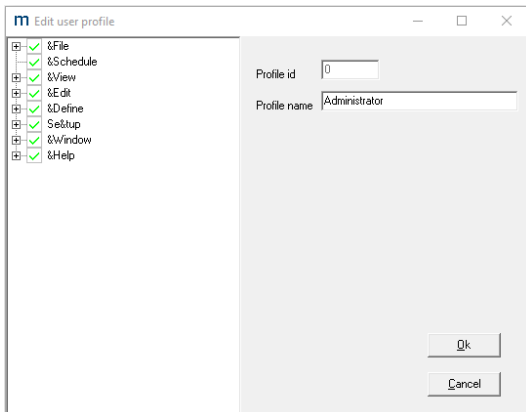 m Edit user profile
&File
&Schedule
&View
&Edit
&Define
Se&tup
&Window
&Help
Profile id 0
Profile name Administrator
Ok
Cancel